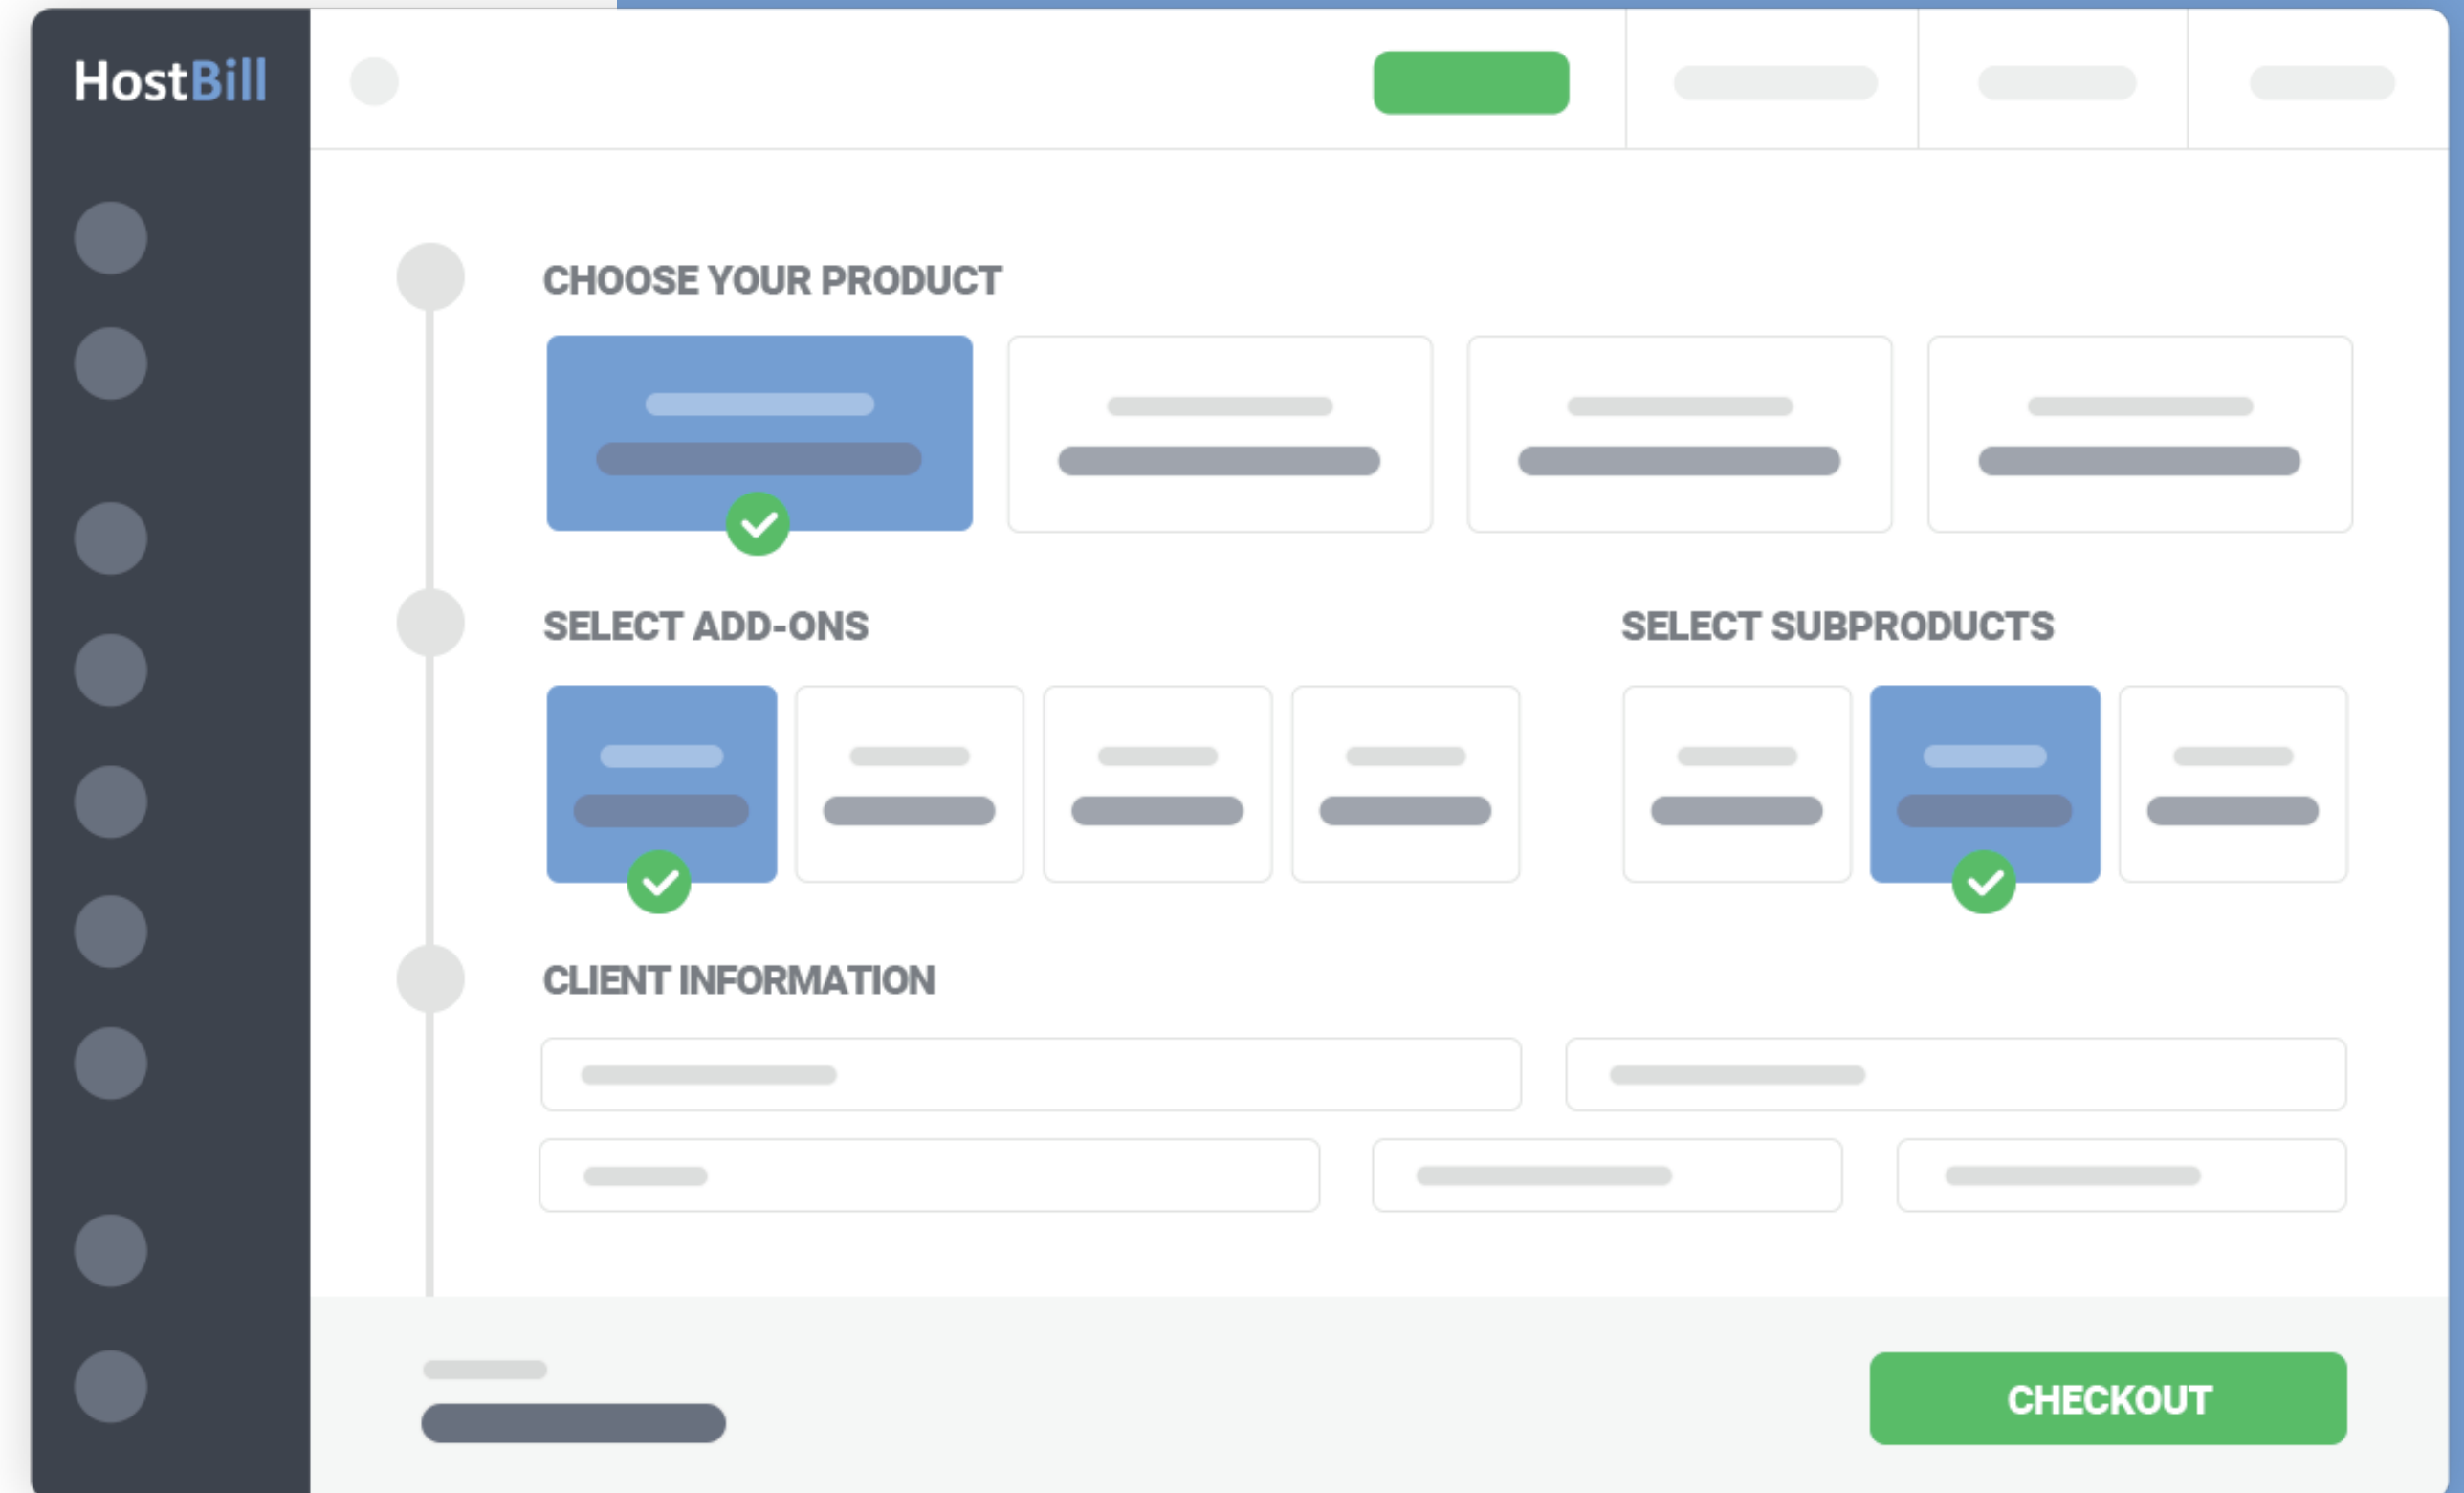 HostBill
CHOOSE YOUR PRODUCT
SELECT ADD-ONS
SELECT SUBPRODUCTS
CLIENT INFORMATION
CHECKOUT